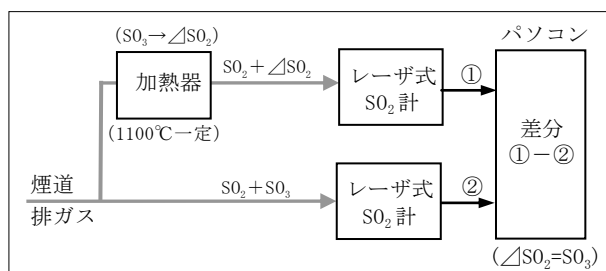 パソコン
(SO₃→⊿SO₂)
加熱器
(1100℃一定)
SO₂＋⊿SO₂
レーザ式
SO₂計
①
差分
①－②
煙道
排ガス
SO₂＋SO₃
レーザ式
SO₂計
②
(⊿SO₂=SO₃)